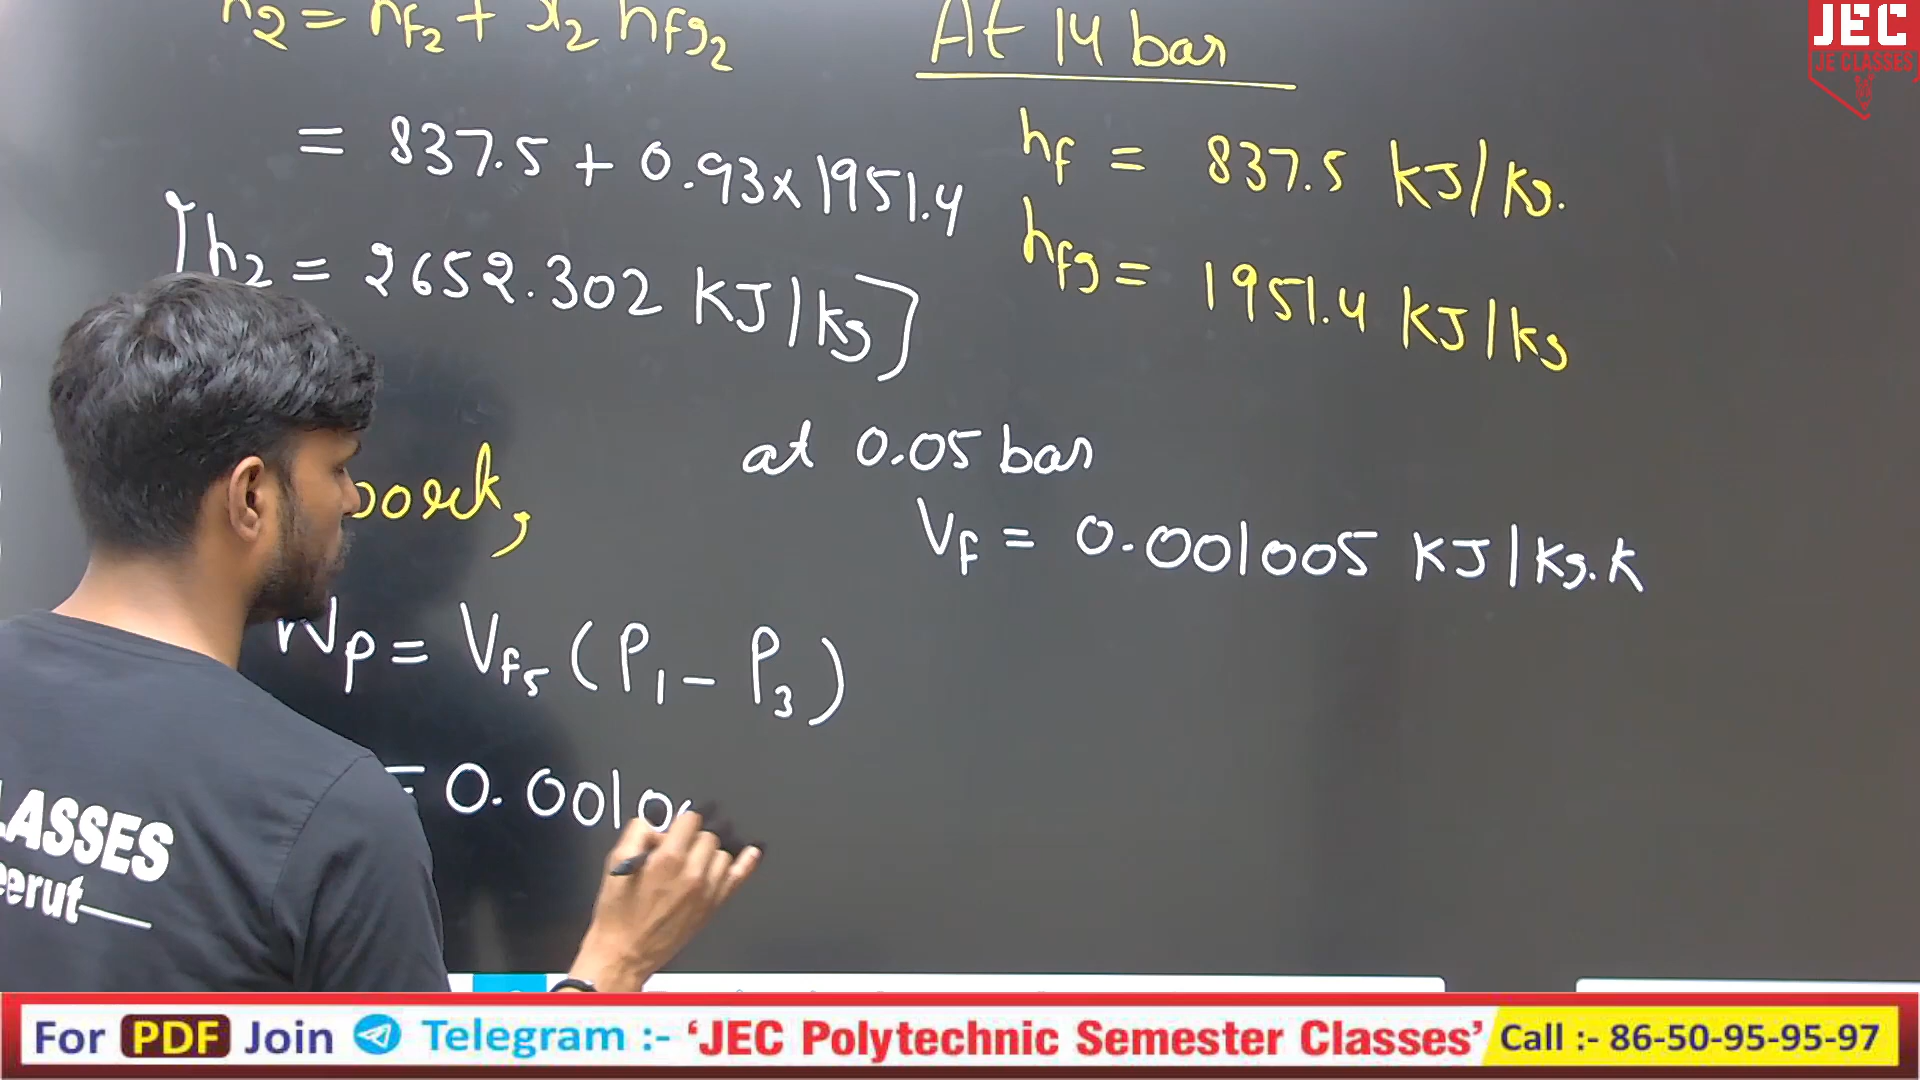 h2 = hf2 + x2 hfg2
= 837.5 + 0.93x1951.4
h2 = 2652.302 KJ/kg
At 14 bar
hf = 837.5 KJ/kg.
hfg = 1951.4 KJ/kg
at 0.05 bar
Vf = 0.001005 KJ/kg.k
Wp = Vf5 (P1 - P3)
= 0.0010
JEC
JE CLASSES
LASSES
eerut
For PDF Join Telegram :- 'JEC Polytechnic Semester Classes' Call :- 86-50-95-95-97